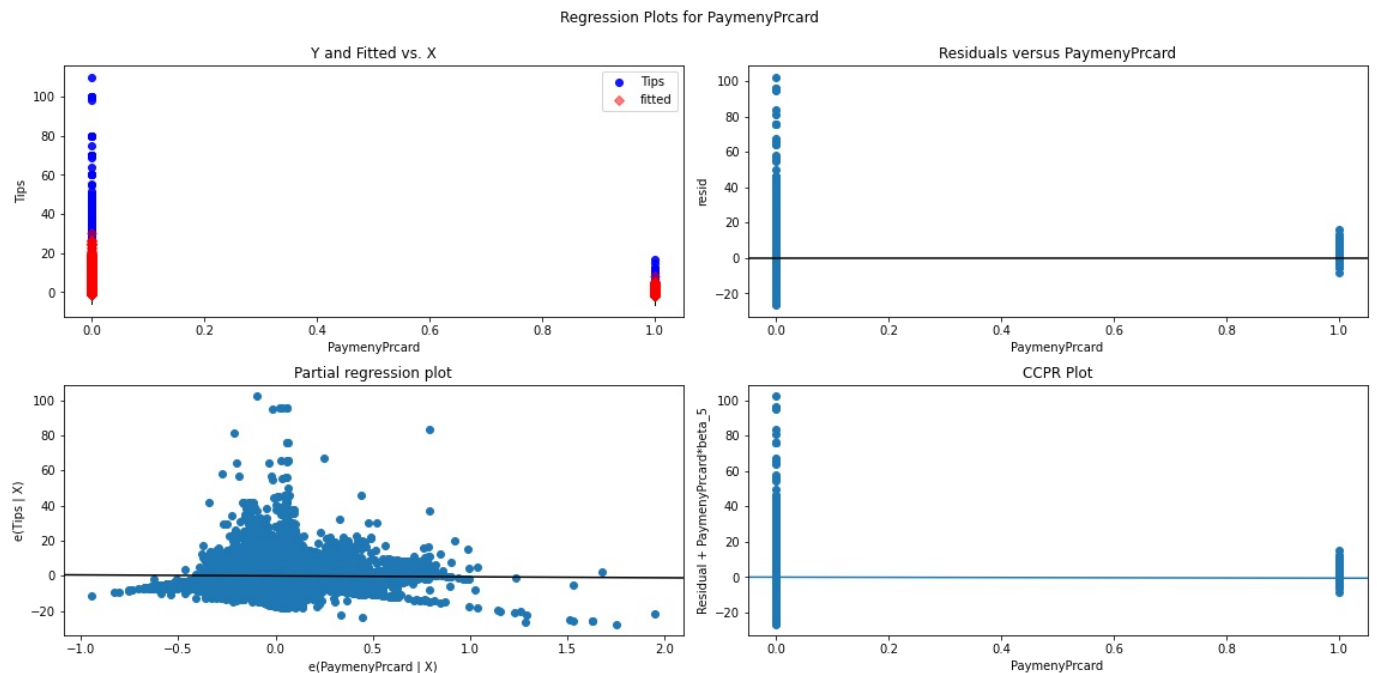 Regression Plots for PaymenyPrcard
Y and Fitted vs. X
Tips
fitted
100
80
60
40
20
0
Tips
0.0 0.2 0.4 0.6 0.8 1.0
PaymenyPrcard
Residuals versus PaymenyPrcard
100
80
60
40
20
0
−20
resid
0.0 0.2 0.4 0.6 0.8 1.0
PaymenyPrcard
Partial regression plot
100
80
60
40
20
0
−20
e(Tips | X)
−1.0 −0.5 0.0 0.5 1.0 1.5 2.0
e(PaymenyPrcard | X)
CCPR Plot
100
80
60
40
20
0
−20
Residual + PaymenyPrcard*beta_5
0.0 0.2 0.4 0.6 0.8 1.0
PaymenyPrcard